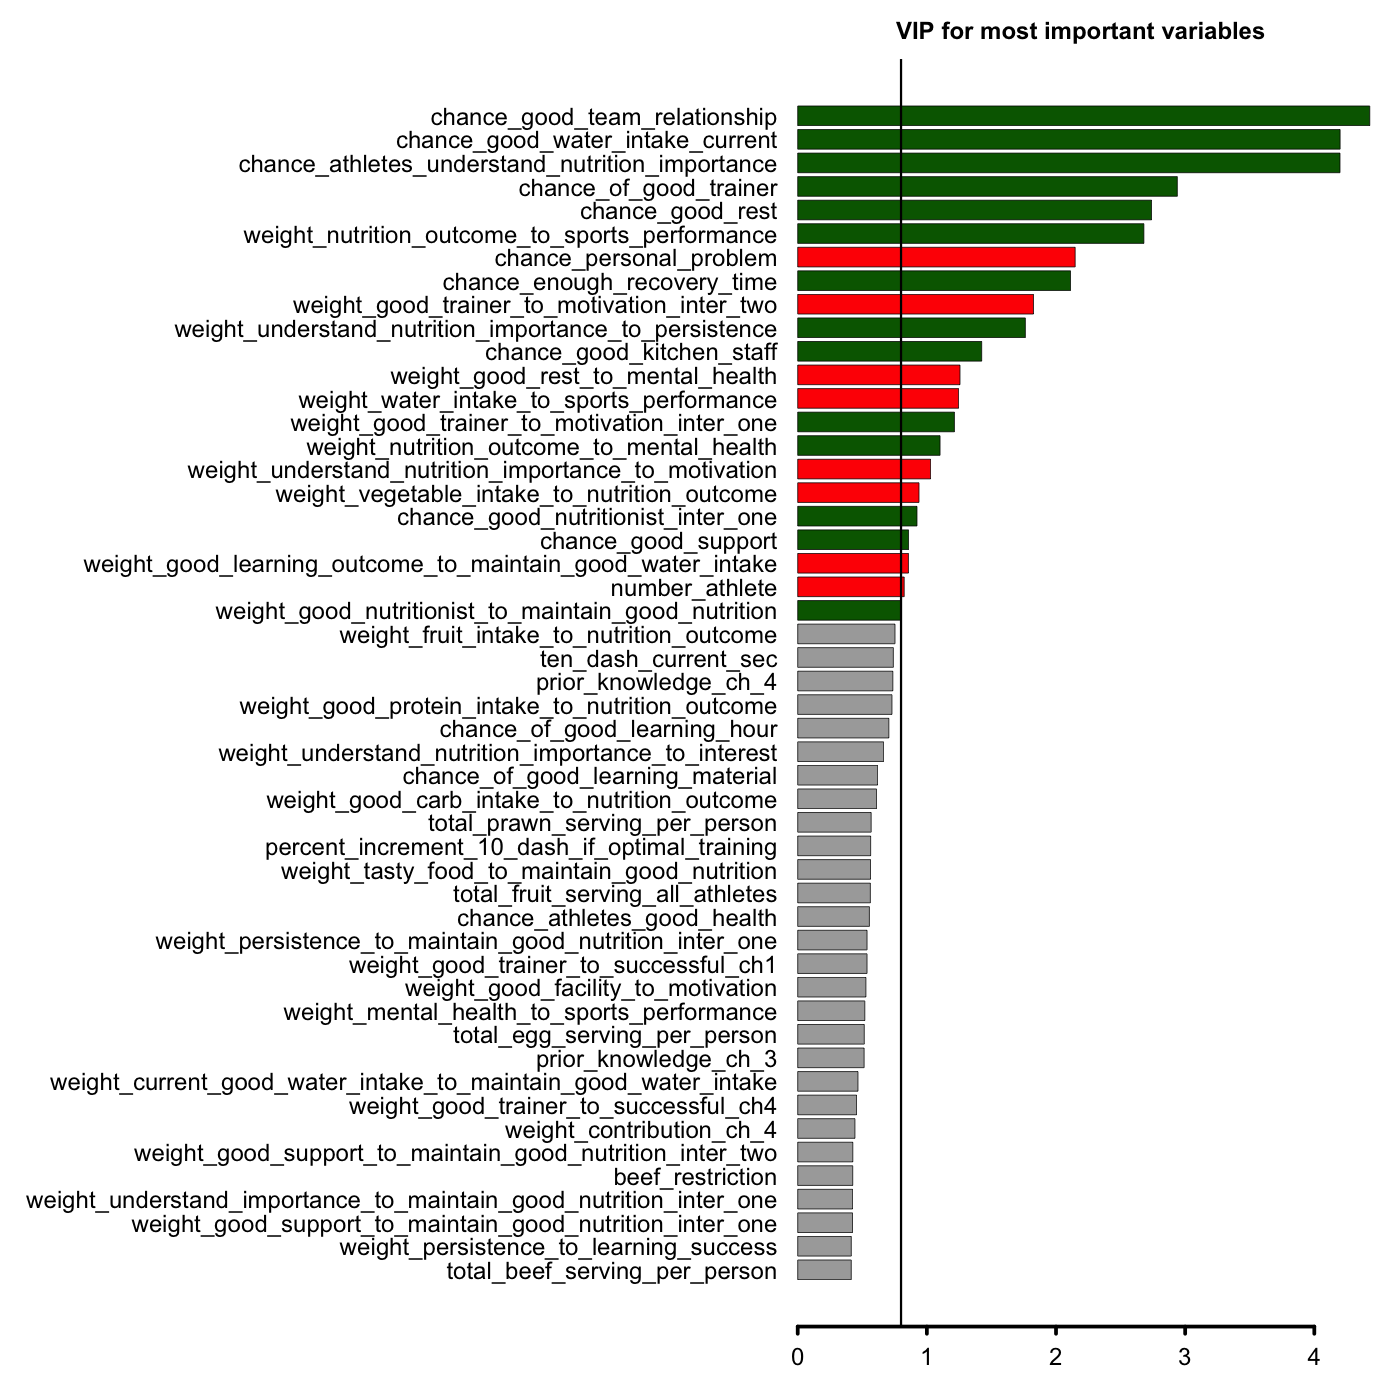 VIP for most important variables
chance_good_team_relationship
chance_good_water_intake_current
chance_athletes_understand_nutrition_importance
chance_of_good_trainer
chance_good_rest
weight_nutrition_outcome_to_sports_performance
chance_personal_problem
chance_enough_recovery_time
weight_good_trainer_to_motivation_inter_two
weight_understand_nutrition_importance_to_persistence
chance_good_kitchen_staff
weight_good_rest_to_mental_health
weight_water_intake_to_sports_performance
weight_good_trainer_to_motivation_inter_one
weight_nutrition_outcome_to_mental_health
weight_understand_nutrition_importance_to_motivation
weight_vegetable_intake_to_nutrition_outcome
chance_good_nutritionist_inter_one
chance_good_support
weight_good_learning_outcome_to_maintain_good_water_intake
number_athlete
weight_good_nutritionist_to_maintain_good_nutrition
weight_fruit_intake_to_nutrition_outcome
ten_dash_current_sec
prior_knowledge_ch_4
weight_good_protein_intake_to_nutrition_outcome
chance_of_good_learning_hour
weight_understand_nutrition_importance_to_interest
chance_of_good_learning_material
weight_good_carb_intake_to_nutrition_outcome
total_prawn_serving_per_person
percent_increment_10_dash_if_optimal_training
weight_tasty_food_to_maintain_good_nutrition
total_fruit_serving_all_athletes
chance_athletes_good_health
weight_persistence_to_maintain_good_nutrition_inter_one
weight_good_trainer_to_successful_ch1
weight_good_facility_to_motivation
weight_mental_health_to_sports_performance
total_egg_serving_per_person
prior_knowledge_ch_3
weight_current_good_water_intake_to_maintain_good_water_intake
weight_good_trainer_to_successful_ch4
weight_contribution_ch_4
weight_good_support_to_maintain_good_nutrition_inter_two
beef_restriction
weight_understand_importance_to_maintain_good_nutrition_inter_one
weight_good_support_to_maintain_good_nutrition_inter_one
weight_persistence_to_learning_success
total_beef_serving_per_person
0 1 2 3 4